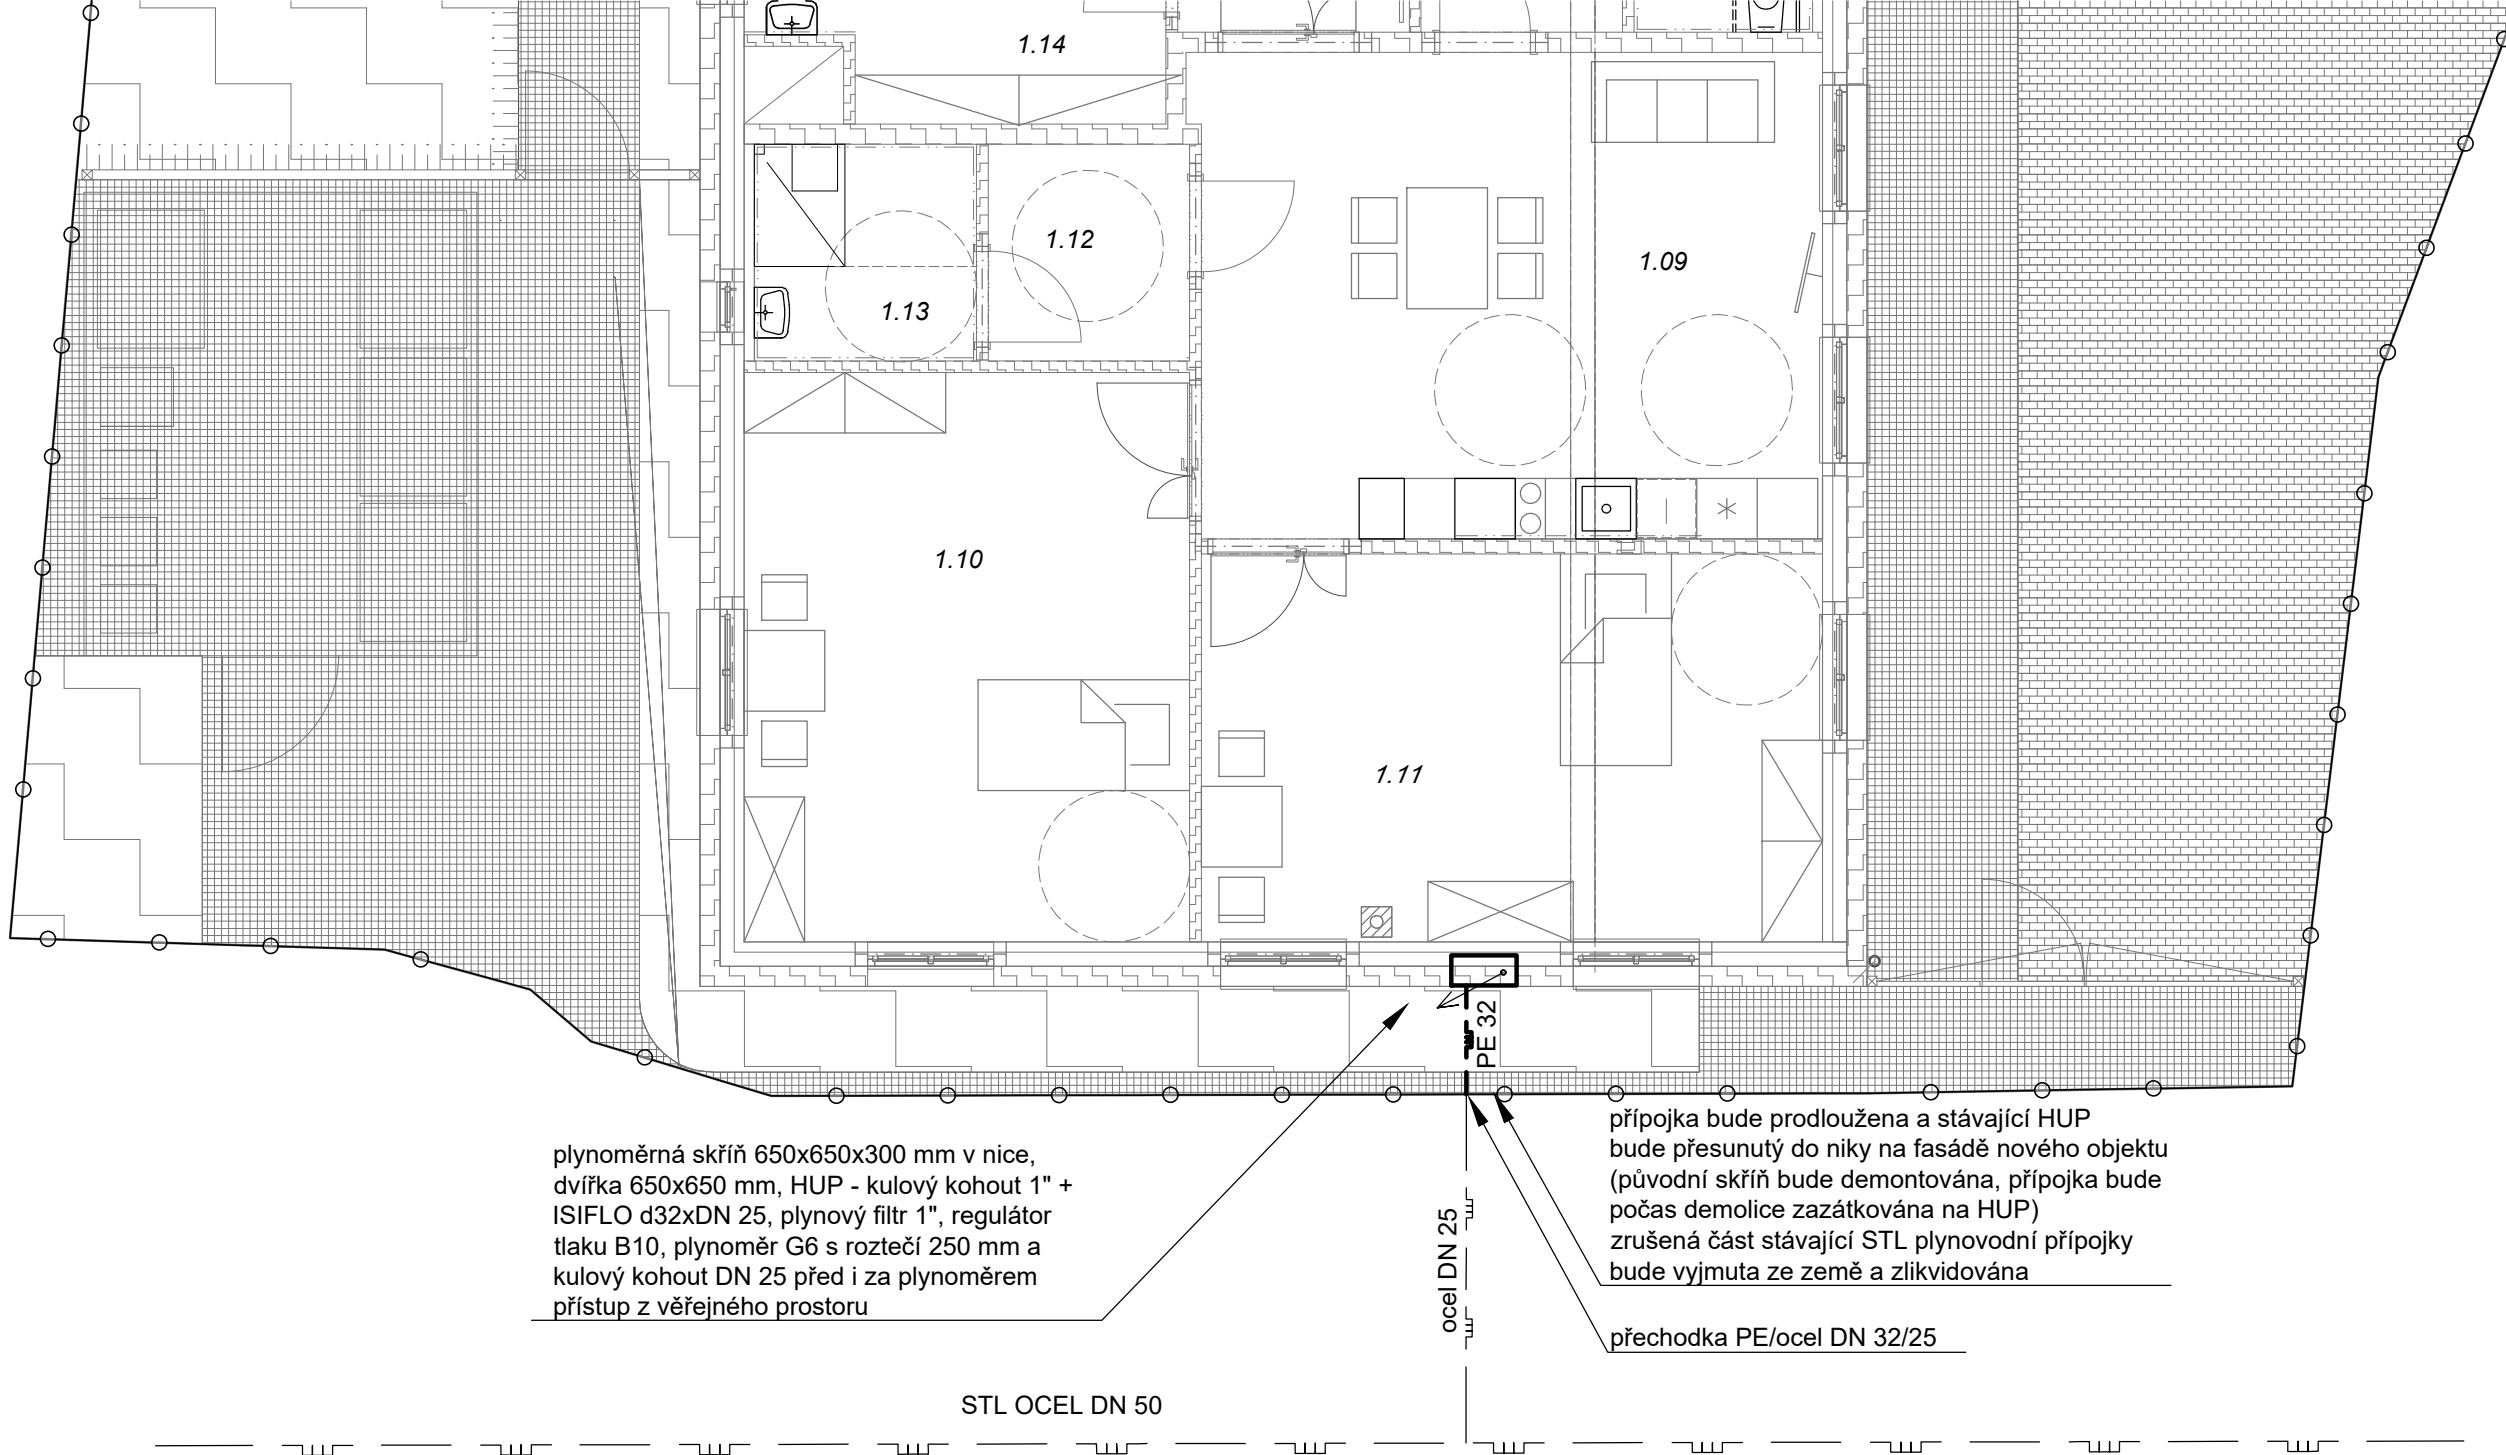 1.14
1.12
1.09
1.13
1.10
1.11
PE 32
plynoměrná skříň 650x650x300 mm v nice,
dvířka 650x650 mm, HUP - kulový kohout 1" +
ISIFLO d32xDN 25, plynový filtr 1", regulátor
tlaku B10, plynoměr G6 s roztečí 250 mm a
kulový kohout DN 25 před i za plynoměrem
přístup z věřejného prostoru
přípojka bude prodloužena a stávající HUP
bude přesunutý do niky na fasádě nového objektu
(původní skříň bude demontována, přípojka bude
počas demolice zazátkována na HUP)
zrušená část stávající STL plynovodní přípojky
bude vyjmuta ze země a zlikvidována
ocel DN 25
přechodka PE/ocel DN 32/25
STL OCEL DN 50